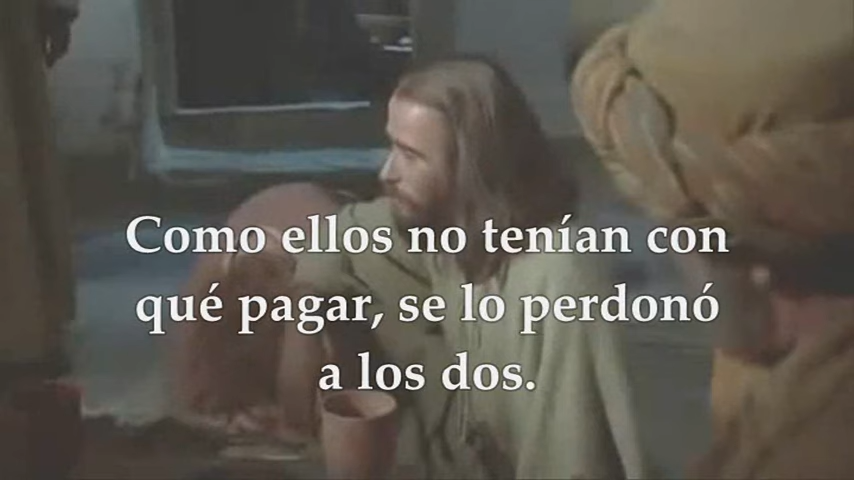 Como ellos no tenían con
qué pagar, se lo perdonó
a los dos.